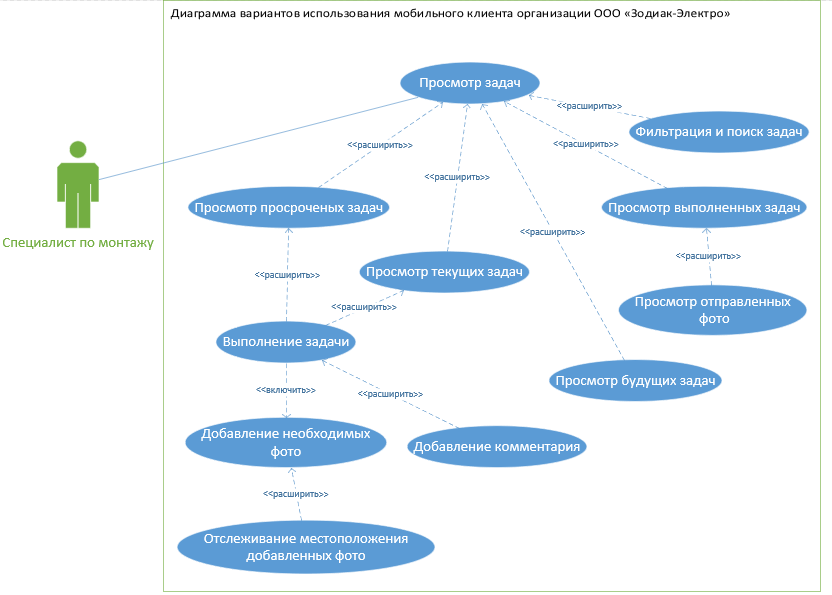 Диаграмма вариантов использования мобильного клиента организации ООО «Зодиак-Электро»
Просмотр задач
<<расширить>>
Фильтрация и поиск задач
<<расширить>>
<<расширить>>
<<расширить>>
Просмотр просроченых задач
Просмотр выполненных задач
<<расширить>>
Специалист по монтажу
<<расширить>>
Просмотр текущих задач
<<расширить>>
<<расширить>>
Просмотр отправленных
фото
Выполнение задачи
Просмотр будущих задач
<<включить>>
<<расширить>>
Добавление необходимых
фото
Добавление комментария
<<расширить>>
Отслеживание местоположения
добавленных фото